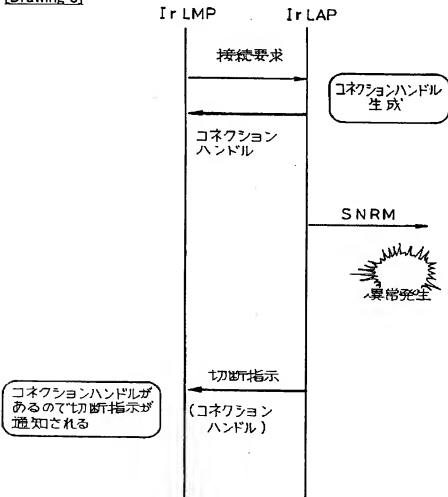 IrLMP IrLAP
接続要求
コネクションハンドル
生成
コネクション
ハンドル
SNRM
異常発生
切断指示
(コネクション
ハンドル)
コネクションハンドルが
あるので切断指示が
通知される